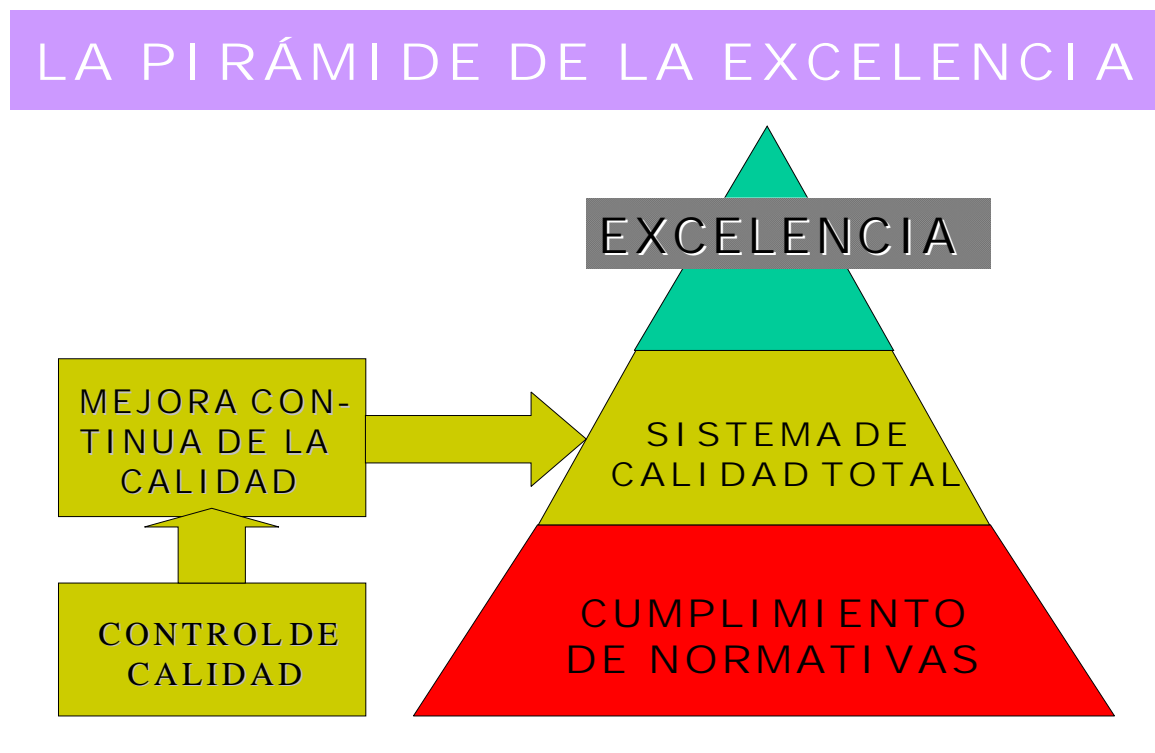 LA PIRÁMIDE DE LA EXCELENCIA
EXCELENCIA
MEJORA CON-
TINUA DE LA
CALIDAD
SISTEMA DE
CALIDAD TOTAL
CONTROL DE
CALIDAD
CUMPLIMIENTO
DE NORMATIVAS